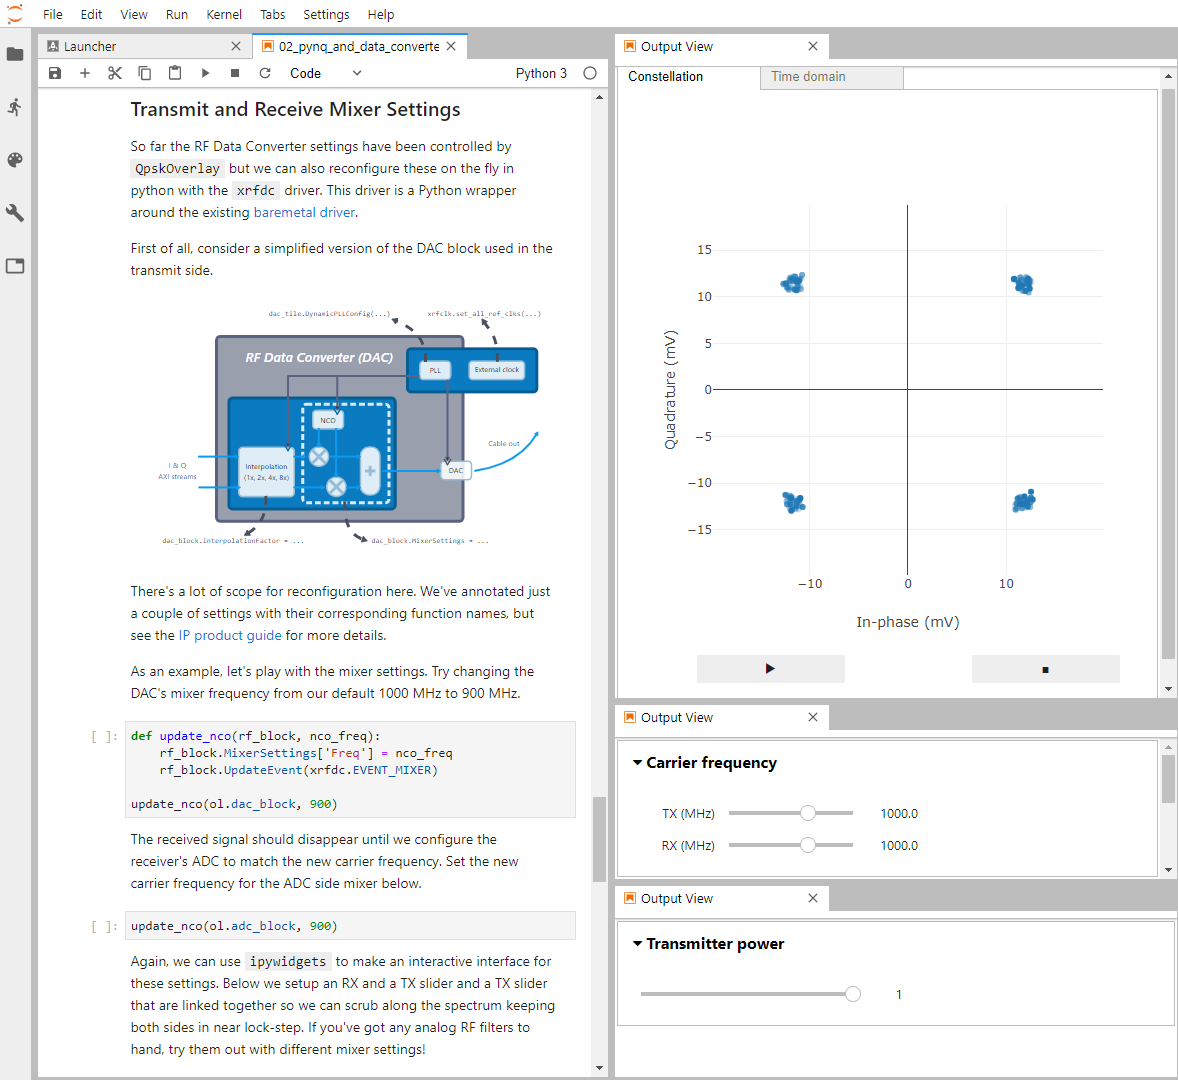 File Edit View Run Kernel Tabs Settings Help
Launcher
02_pynq_and_data_converte
Code
Python 3
Transmit and Receive Mixer Settings
So far the RF Data Converter settings have been controlled by
QpskOverlay but we can also reconfigure these on the fly in
python with the xrfdc driver. This driver is a Python wrapper
around the existing baremetal driver.
First of all, consider a simplified version of the DAC block used in the
transmit side.
dac_tile.DynamicPLLConfig(...)
xrfclk.set_all_ref_clks(...)
RF Data Converter (DAC)
PLL
External clock
NCO
Cable out
I & Q
AXI streams
Interpolation
(1x, 2x, 4x, 8x)
+
DAC
dac_block.InterpolationFactor = ...
dac_block.MixerSettings = ...
There's a lot of scope for reconfiguration here. We've annotated just
a couple of settings with their corresponding function names, but
see the IP product guide for more details.
As an example, let's play with the mixer settings. Try changing the
DAC's mixer frequency from our default 1000 MHz to 900 MHz.
[ ]: def update_nco(rf_block, nco_freq):
rf_block.MixerSettings['Freq'] = nco_freq
rf_block.UpdateEvent(xrfdc.EVENT_MIXER)
update_nco(ol.dac_block, 900)
The received signal should disappear until we configure the
receiver's ADC to match the new carrier frequency. Set the new
carrier frequency for the ADC side mixer below.
[ ]: update_nco(ol.adc_block, 900)
Again, we can use ipywidgets to make an interactive interface for
these settings. Below we setup an RX and a TX slider and a TX slider
that are linked together so we can scrub along the spectrum keeping
both sides in near lock-step. If you've got any analog RF filters to
hand, try them out with different mixer settings!
Output View
Constellation
Time domain
15
10
5
0
−5
−10
−15
Quadrature (mV)
−10 0 10
In-phase (mV)
Output View
Carrier frequency
TX (MHz) 1000.0
RX (MHz) 1000.0
Output View
Transmitter power
1